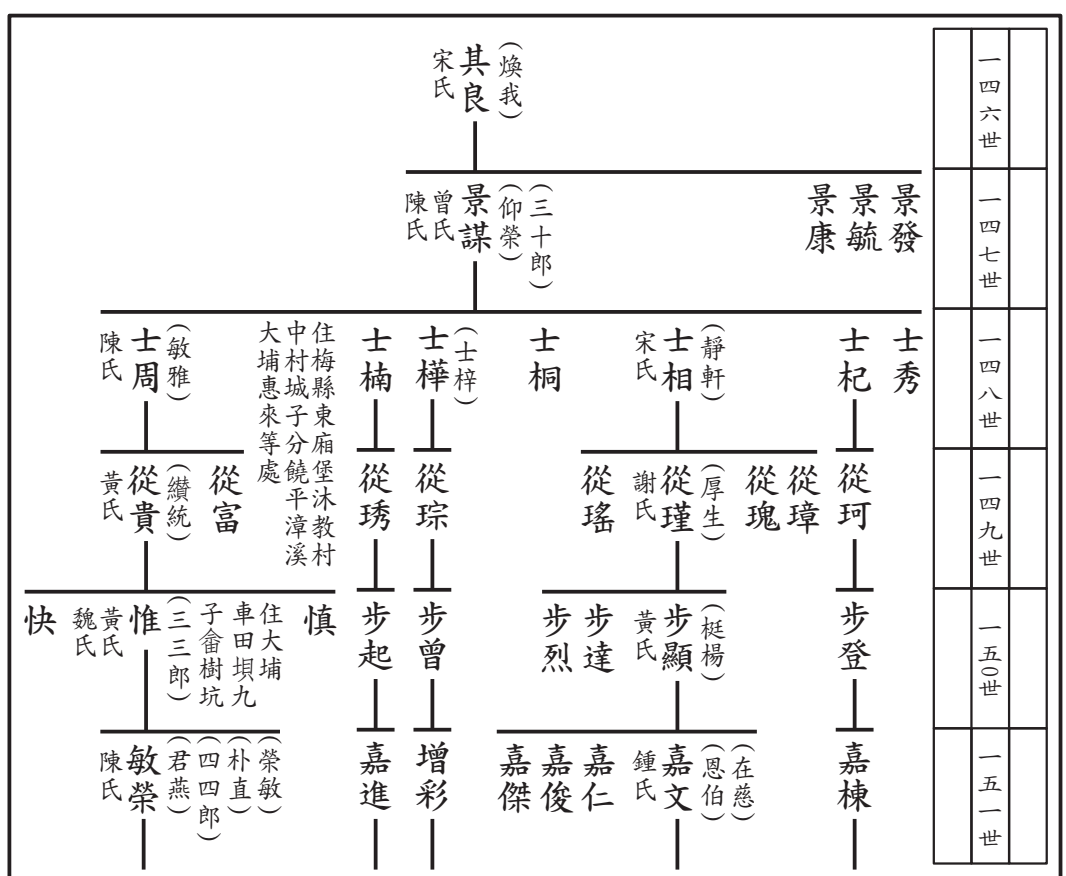 一四六世
(煥我)
其良
宋氏
一四七世
景發
景毓
景康
(三十郎)
(仰榮)
景謀
曾氏
陳氏
一四八世
士秀
士杞
(靜軒)
士相
宋氏
士桐
(士梓)
士樺
士楠
住梅縣東廂堡沐教村
中村城子分饒平漳溪
大埔惠來等處
(敏雅)
士周
陳氏
一四九世
從珂
從璋
從瑰
(厚生)
從瑾
謝氏
從瑤
從琮
從琇
從富
(纘統)
從貴
黃氏
一五0世
步登
(梃楊)
步顯
黃氏
步達
步烈
步曾
步起
慎
住大埔
車田垻九
子畲樹坑
(三三郎)
惟
黃氏
魏氏
快
一五一世
嘉棟
(在慈)
(恩伯)
嘉文
鍾氏
嘉仁
嘉俊
嘉傑
增彩
嘉進
(榮敏)
(朴直)
(四四郎)
(君燕)
敏榮
陳氏